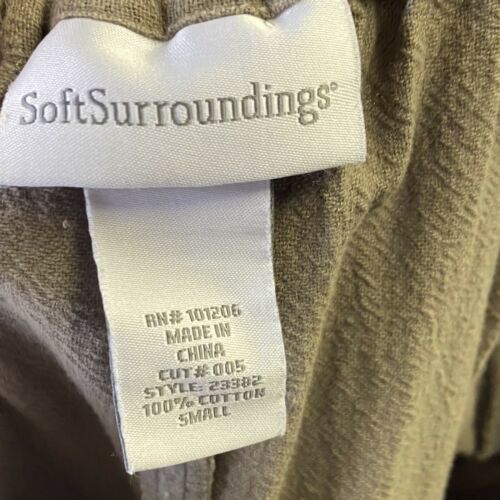 SoftSurroundings®
RN# 101206
MADE IN
CHINA
CUT# 005
STYLE: 23382
100% COTTON
SMALL